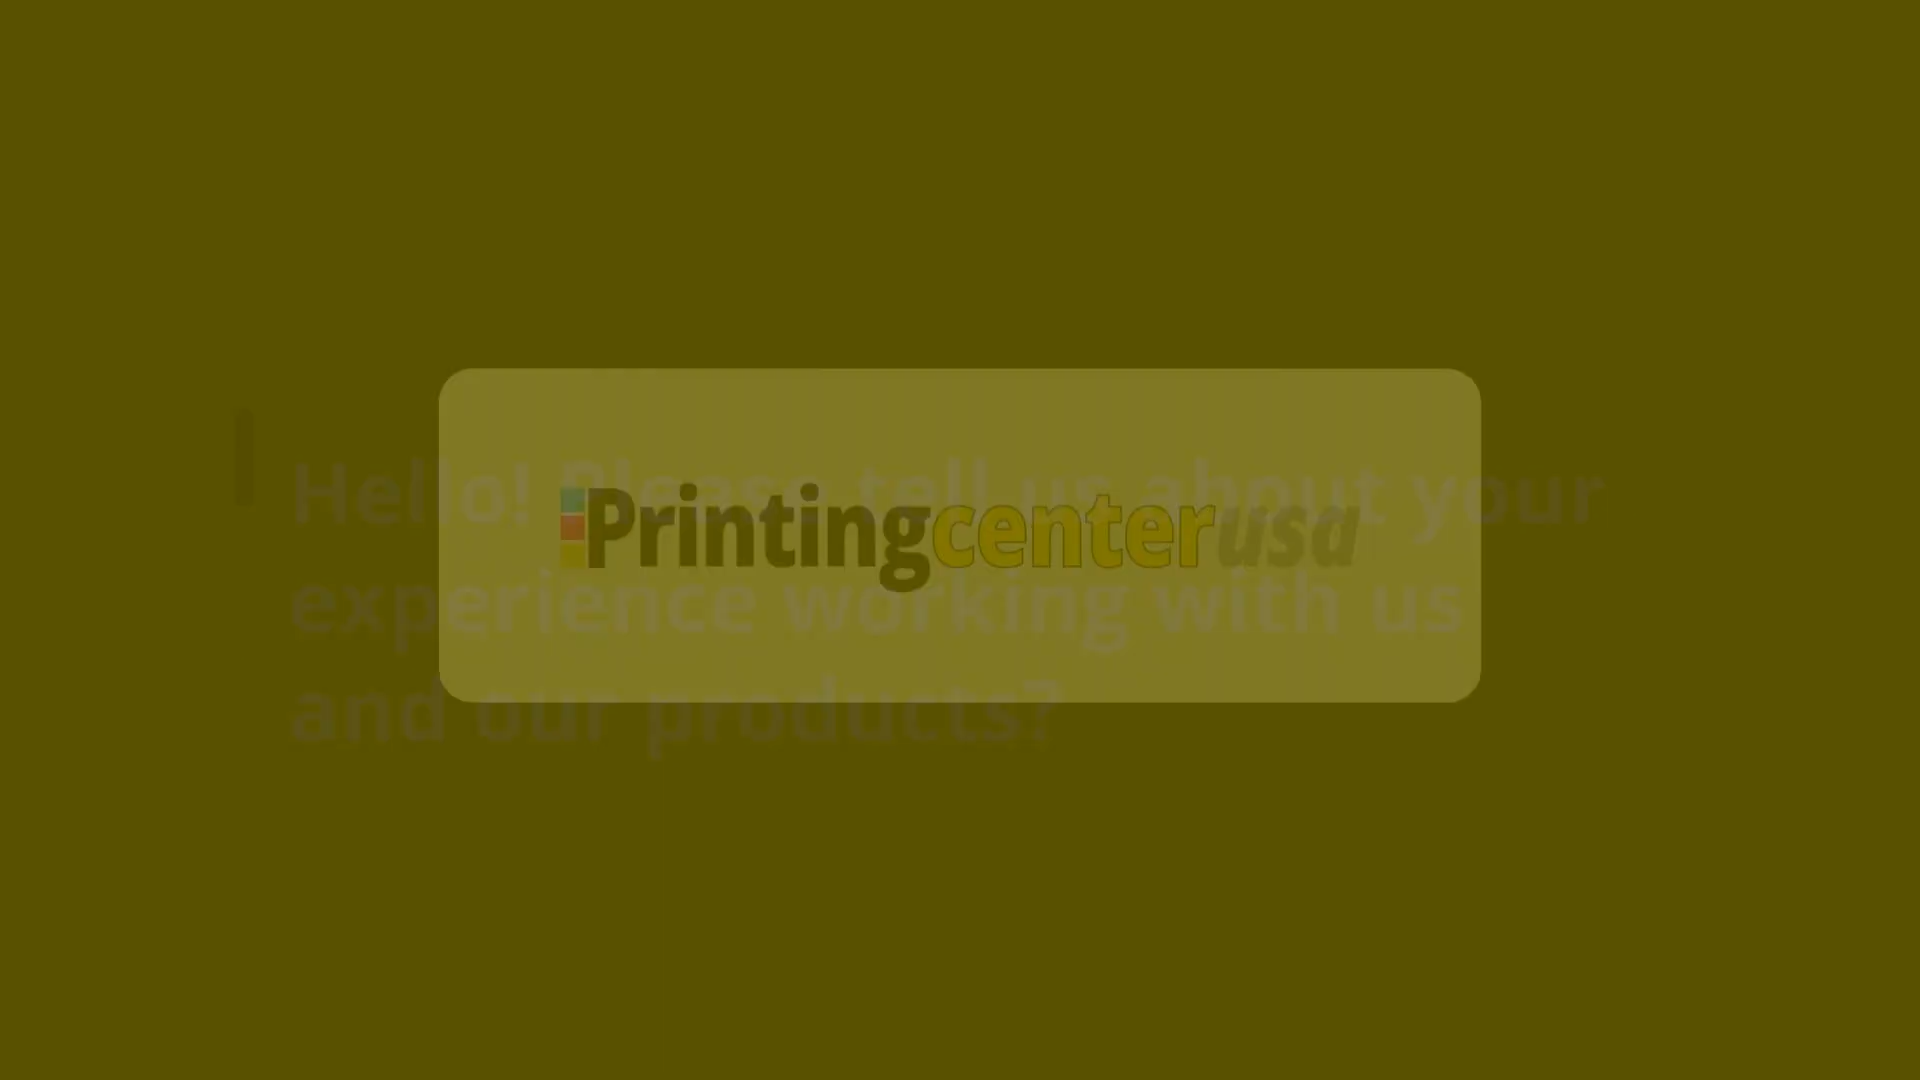 Printingcenterusa
Hello! Please tell us about your
experience working with us
and our products?